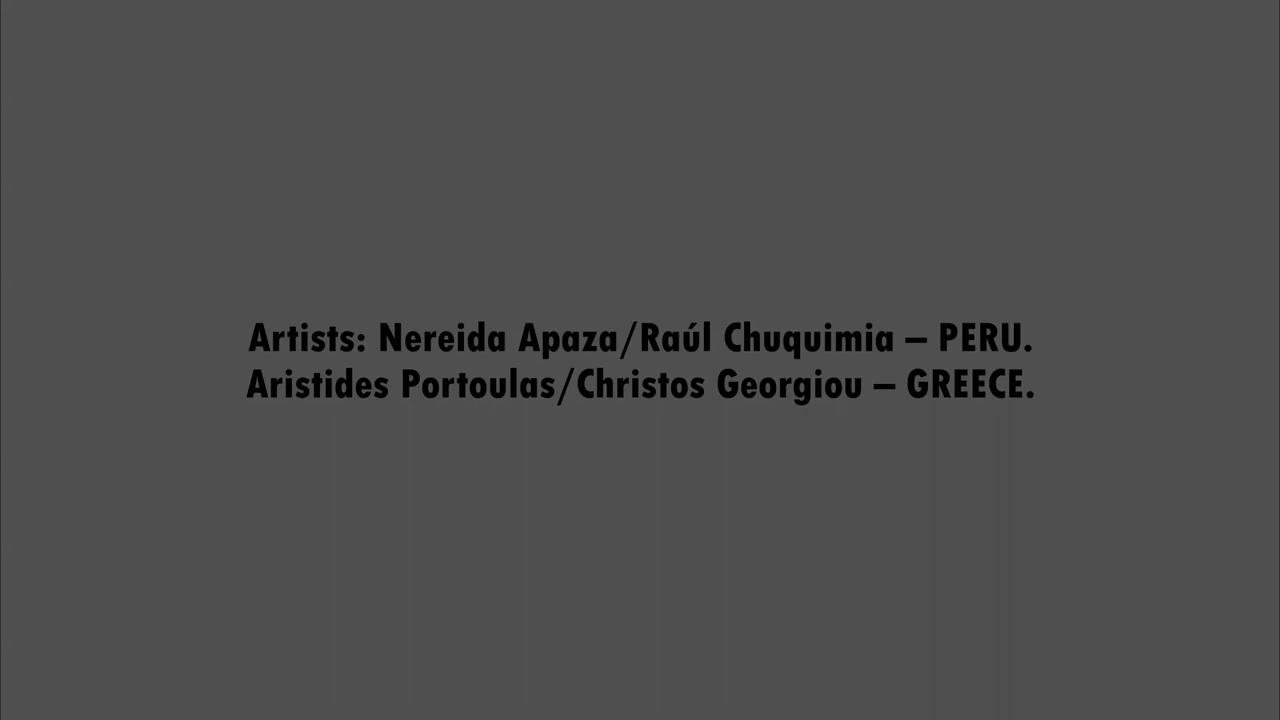 Artists: Nereida Apaza/Raúl Chuquimia – PERU.
Aristides Portoulas/Christos Georgiou – GREECE.